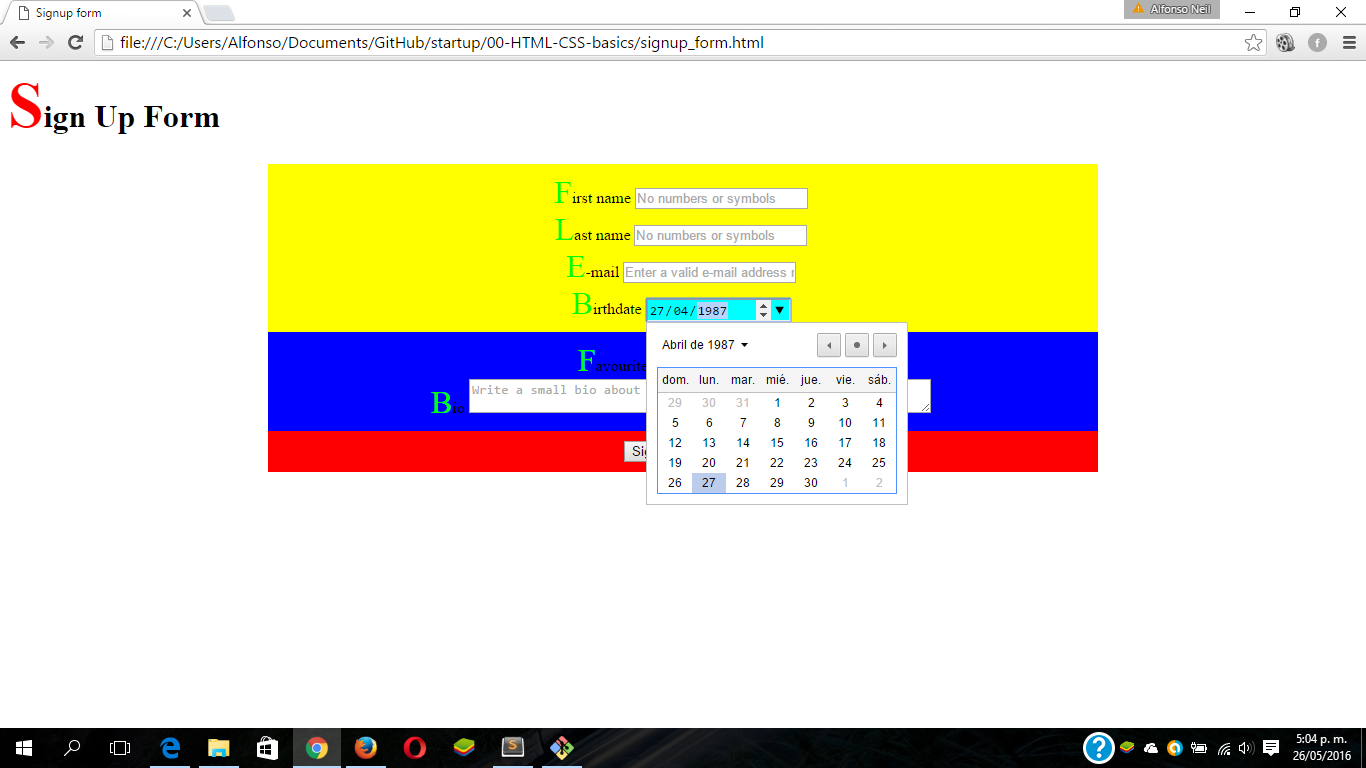 Signup form
Alfonso Neil
file:///C:/Users/Alfonso/Documents/GitHub/startup/00-HTML-CSS-basics/signup_form.html
Sign Up Form
First name No numbers or symbols
Last name No numbers or symbols
E-mail Enter a valid e-mail address
Birthdate 27/04/1987
Favourite
Bio Write a small bio about
Sig
Abril de 1987
dom. lun. mar. mié. jue. vie. sáb.
29 30 31 1 2 3 4
5 6 7 8 9 10 11
12 13 14 15 16 17 18
19 20 21 22 23 24 25
26 27 28 29 30 1 2
5:04 p. m.
26/05/2016